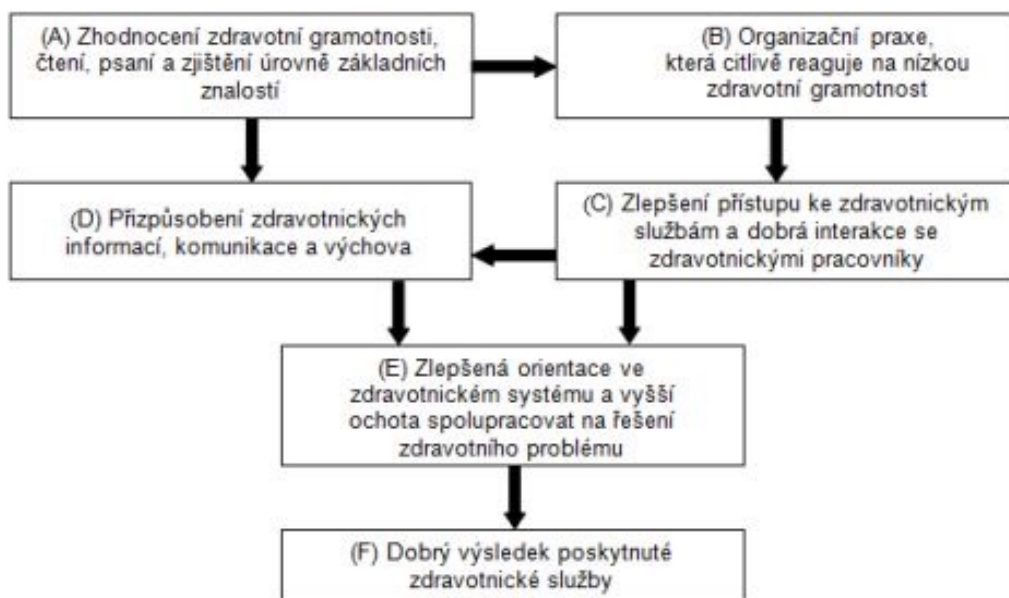 (A) Zhodnocení zdravotní gramotnosti,
čtení, psaní a zjištění úrovně základních
znalostí
(B) Organizační praxe,
která citlivě reaguje na nízkou
zdravotní gramotnost
(D) Přizpůsobení zdravotnických
informací, komunikace a výchova
(C) Zlepšení přístupu ke zdravotnickým
službám a dobrá interakce se
zdravotnickými pracovníky
(E) Zlepšená orientace ve
zdravotnickém systému a vyšší
ochota spolupracovat na řešení
zdravotního problému
(F) Dobrý výsledek poskytnuté
zdravotnické služby